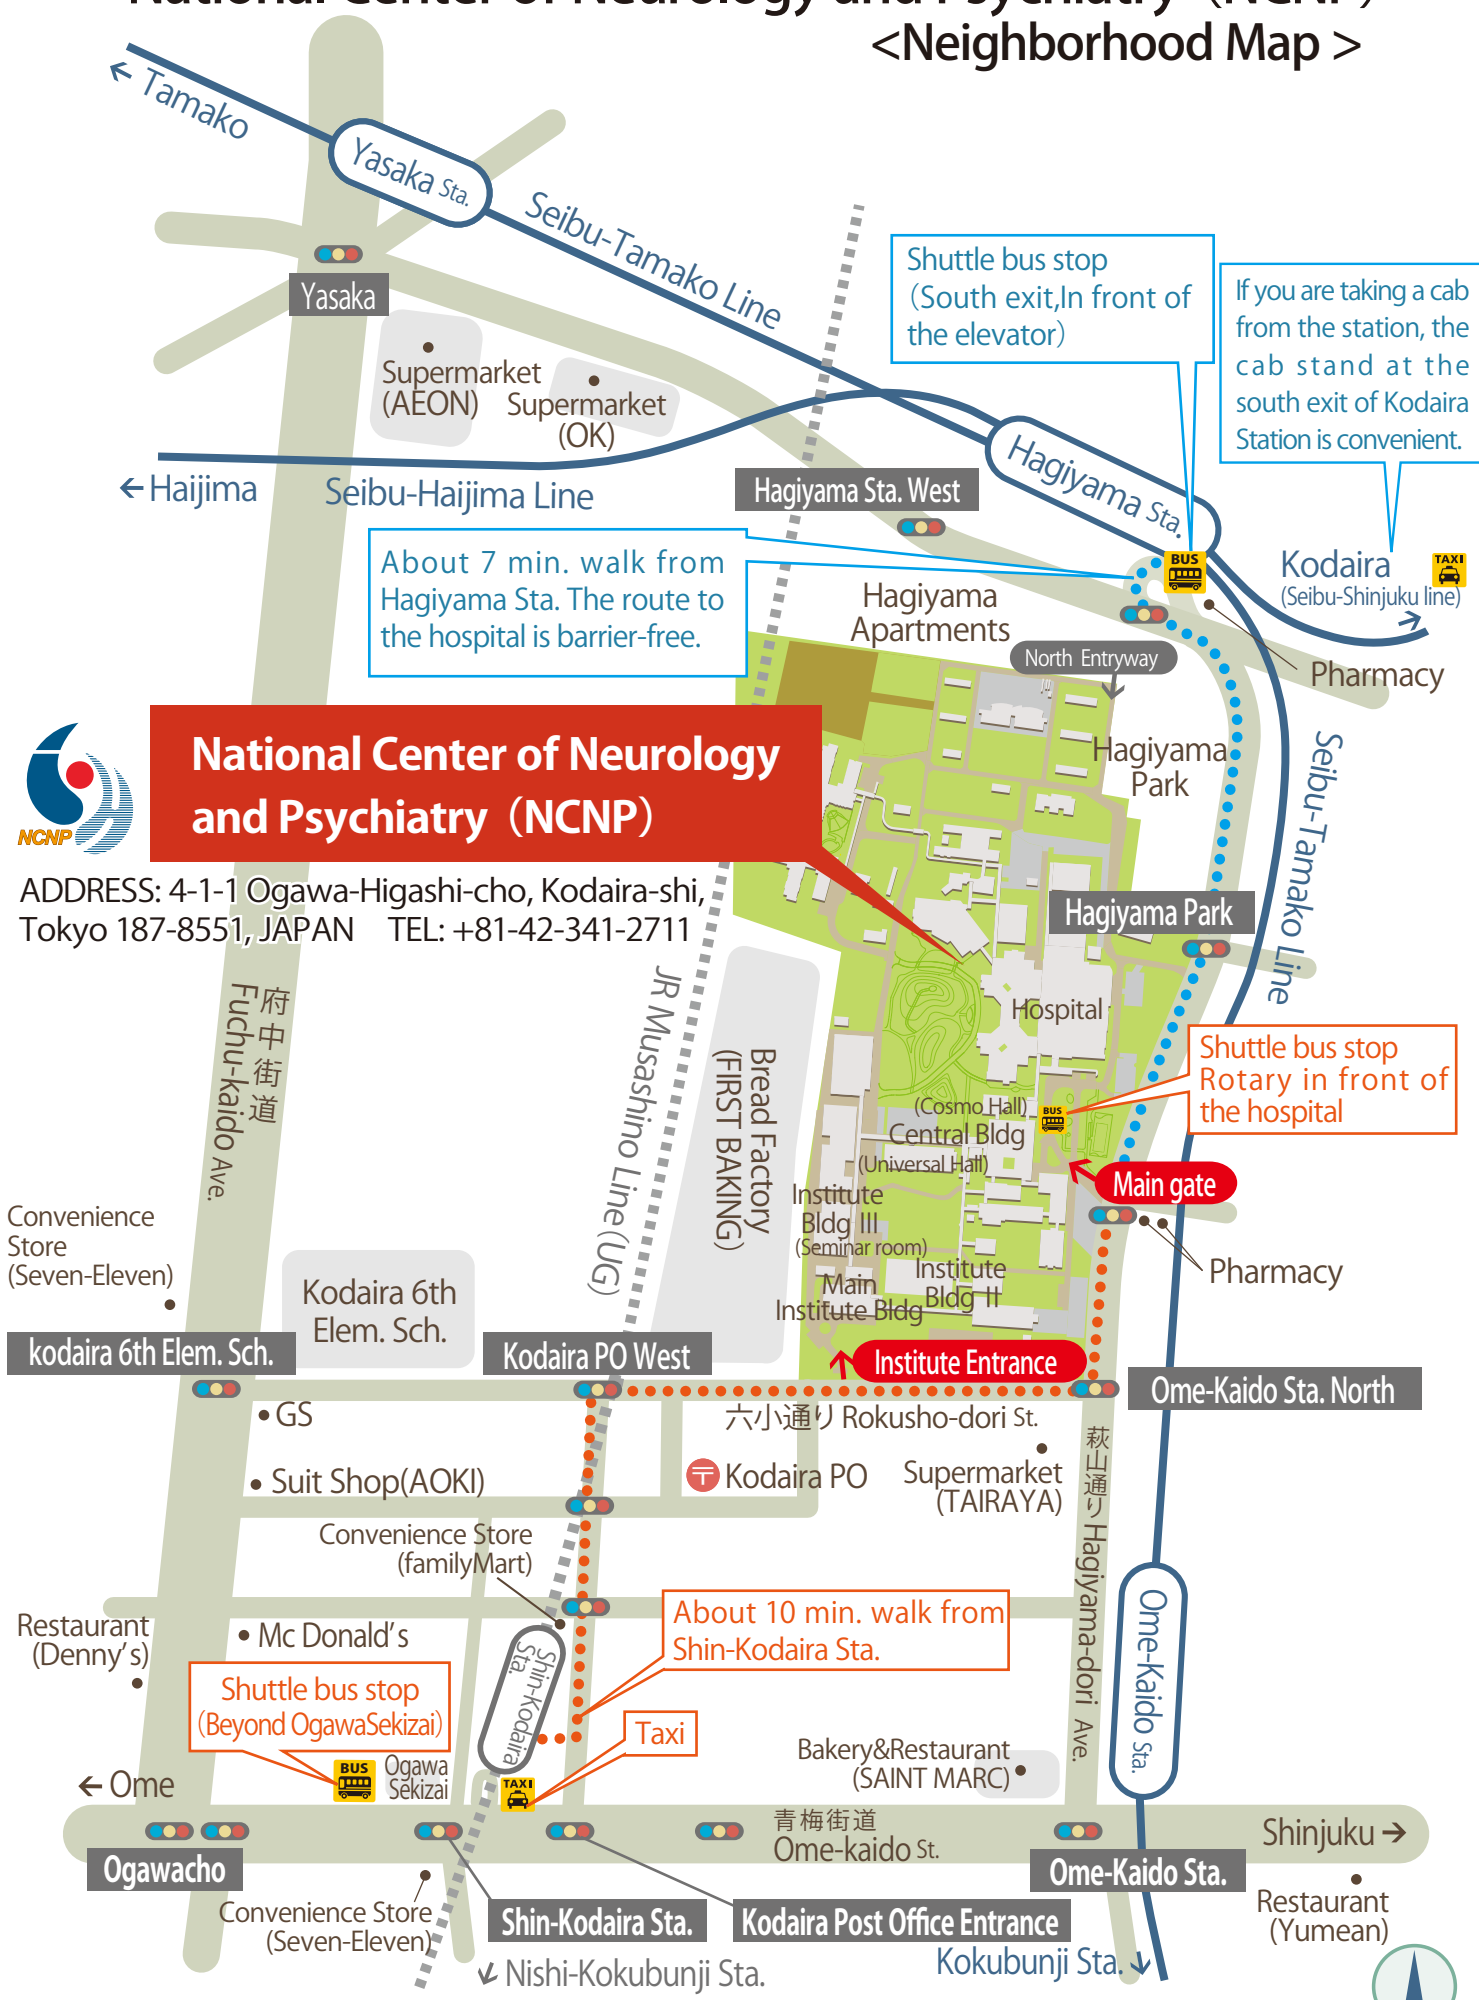 National Center of Neurology and Psychiatry (NCNP)
<Neighborhood Map >
← Tamako
Yasaka Sta.
Seibu-Tamako Line
Yasaka
Shuttle bus stop
(South exit,In front of
the elevator)
If you are taking a cab
from the station, the
cab stand at the
south exit of Kodaira
Station is convenient.
Supermarket
(AEON)
Supermarket
(OK)
← Haijima
Seibu-Haijima Line
Hagiyama Sta. West
Hagiyama Sta.
BUS
Kodaira
(Seibu-Shinjuku line)
TAXI
About 7 min. walk from
Hagiyama Sta. The route to
the hospital is barrier-free.
Hagiyama
Apartments
North Entryway
Pharmacy
National Center of Neurology
and Psychiatry (NCNP)
NCNP
Hagiyama
Park
Seibu-Tamako Line
ADDRESS: 4-1-1 Ogawa-Higashi-cho, Kodaira-shi,
Tokyo 187-8551, JAPAN TEL: +81-42-341-2711
Hagiyama Park
府中街道
Fuchu-kaido Ave.
JR Musashino Line(UG)
Bread Factory
(FIRST BAKING)
Hospital
Shuttle bus stop
Rotary in front of
the hospital
(Cosmo Hall)
BUS
Central Bldg
(Universal Hall)
Main gate
Institute
Bldg III
(Seminar room)
Institute
Bldg II
Main
Institute Bldg
Pharmacy
Convenience
Store
(Seven-Eleven)
Kodaira 6th
Elem. Sch.
kodaira 6th Elem. Sch.
Kodaira PO West
Institute Entrance
Ome-Kaido Sta. North
GS
六小通り Rokusho-dori St.
Suit Shop(AOKI)
〒 Kodaira PO
Supermarket
(TAIRAYA)
萩山通り Hagiyama-dori Ave.
Convenience Store
(familyMart)
Restaurant
(Denny's)
Mc Donald's
About 10 min. walk from
Shin-Kodaira Sta.
Shin-Kodaira
Sta.
Ome-Kaido Sta.
Shuttle bus stop
(Beyond OgawaSekizai)
Taxi
Bakery&Restaurant
(SAINT MARC)
← Ome
BUS
Ogawa
Sekizai
TAXI
青梅街道
Ome-kaido St.
Shinjuku →
Ogawacho
Ome-Kaido Sta.
Convenience Store
(Seven-Eleven)
Shin-Kodaira Sta.
Kodaira Post Office Entrance
Restaurant
(Yumean)
↙ Nishi-Kokubunji Sta.
Kokubunji Sta. ↓